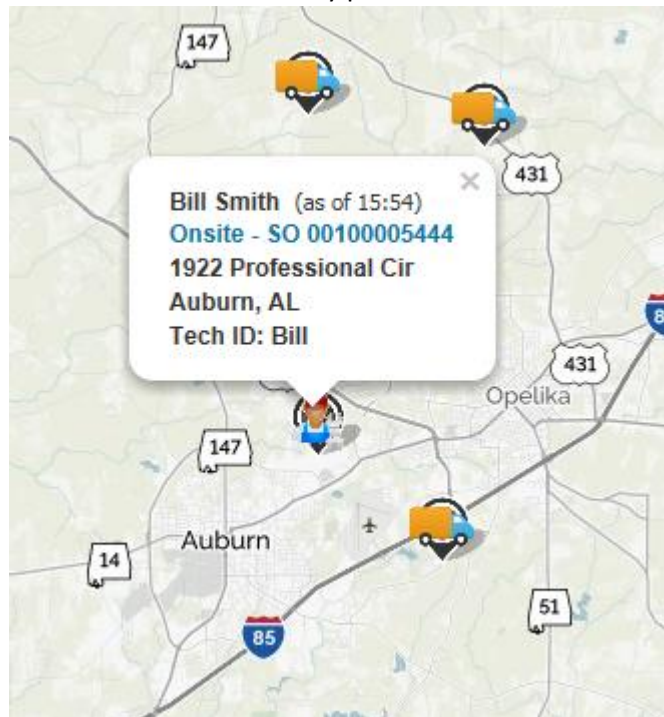 147
431
×
Bill Smith (as of 15:54)
Onsite - SO 00100005444
1922 Professional Cir
Auburn, AL
Tech ID: Bill
431
Opelika
147
Auburn
14
51
85